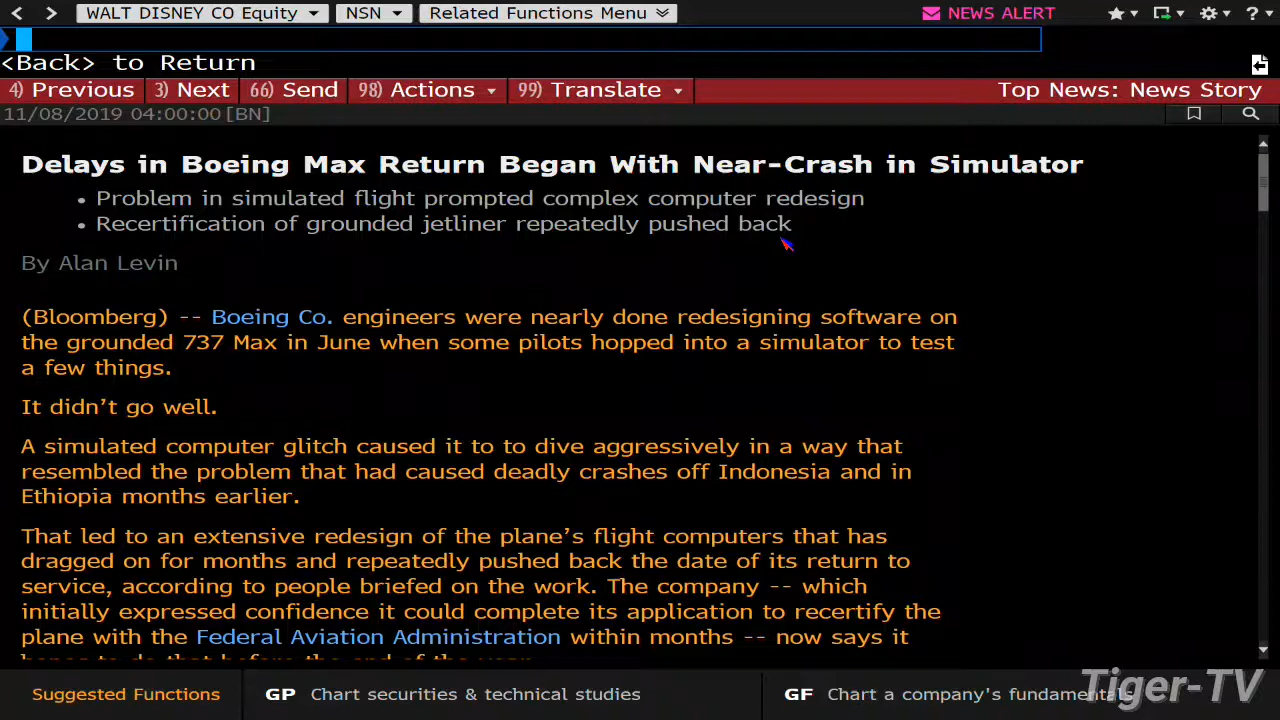 WALT DISNEY CO Equity NSN Related Functions Menu NEWS ALERT ?
<Back> to Return
4) Previous 3) Next 66) Send 98) Actions 99) Translate Top News: News Story
11/08/2019 04:00:00 [BN]
Delays in Boeing Max Return Began With Near-Crash in Simulator
• Problem in simulated flight prompted complex computer redesign
• Recertification of grounded jetliner repeatedly pushed back
By Alan Levin
(Bloomberg) -- Boeing Co. engineers were nearly done redesigning software on
the grounded 737 Max in June when some pilots hopped into a simulator to test
a few things.
It didn’t go well.
A simulated computer glitch caused it to to dive aggressively in a way that
resembled the problem that had caused deadly crashes off Indonesia and in
Ethiopia months earlier.
That led to an extensive redesign of the plane’s flight computers that has
dragged on for months and repeatedly pushed back the date of its return to
service, according to people briefed on the work. The company -- which
initially expressed confidence it could complete its application to recertify the
plane with the Federal Aviation Administration within months -- now says it
hopes to do that before the end of the year.
Suggested Functions GP Chart securities & technical studies GF Chart a company's fundamentals
Tiger-TV